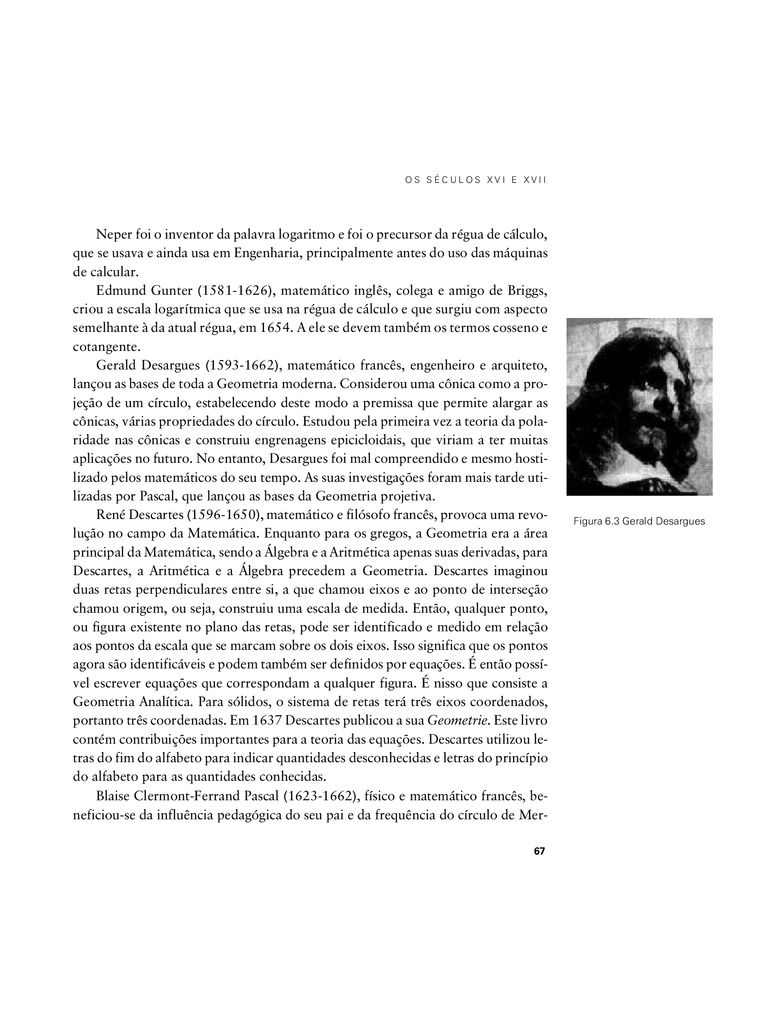 OS SÉCULOS XVI E XVII
Neper foi o inventor da palavra logaritmo e foi o precursor da régua de cálculo,
que se usava e ainda usa em Engenharia, principalmente antes do uso das máquinas
de calcular.
Edmund Gunter (1581-1626), matemático inglês, colega e amigo de Briggs,
criou a escala logarítmica que se usa na régua de cálculo e que surgiu com aspecto
semelhante à da atual régua, em 1654. A ele se devem também os termos cosseno e
cotangente.
Gerald Desargues (1593-1662), matemático francês, engenheiro e arquiteto,
lançou as bases de toda a Geometria moderna. Considerou uma cônica como a pro-
jeção de um círculo, estabelecendo deste modo a premissa que permite alargar as
cônicas, várias propriedades do círculo. Estudou pela primeira vez a teoria da pola-
ridade nas cônicas e construiu engrenagens epicicloidais, que viriam a ter muitas
aplicações no futuro. No entanto, Desargues foi mal compreendido e mesmo hosti-
lizado pelos matemáticos do seu tempo. As suas investigações foram mais tarde uti-
lizadas por Pascal, que lançou as bases da Geometria projetiva.
René Descartes (1596-1650), matemático e filósofo francês, provoca uma revo-
lução no campo da Matemática. Enquanto para os gregos, a Geometria era a área
principal da Matemática, sendo a Álgebra e a Aritmética apenas suas derivadas, para
Descartes, a Aritmética e a Álgebra precedem a Geometria. Descartes imaginou
duas retas perpendiculares entre si, a que chamou eixos e ao ponto de interseção
chamou origem, ou seja, construiu uma escala de medida. Então, qualquer ponto,
ou figura existente no plano das retas, pode ser identificado e medido em relação
aos pontos da escala que se marcam sobre os dois eixos. Isso significa que os pontos
agora são identificáveis e podem também ser definidos por equações. É então possí-
vel escrever equações que correspondam a qualquer figura. É nisso que consiste a
Geometria Analítica. Para sólidos, o sistema de retas terá três eixos coordenados,
portanto três coordenadas. Em 1637 Descartes publicou a sua Geometrie. Este livro
contém contribuições importantes para a teoria das equações. Descartes utilizou le-
tras do fim do alfabeto para indicar quantidades desconhecidas e letras do princípio
do alfabeto para as quantidades conhecidas.
Blaise Clermont-Ferrand Pascal (1623-1662), físico e matemático francês, be-
neficiou-se da influência pedagógica do seu pai e da frequência do círculo de Mer-
Figura 6.3 Gerald Desargues
67